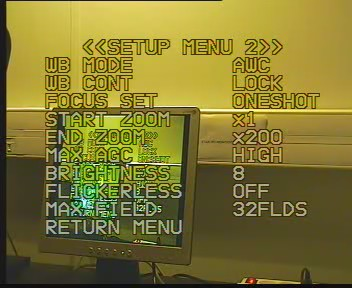 <<SETUP MENU 2>>
WB MODE AWC
WB CONT LOCK
FOCUS SET ONESHOT
START ZOOM x1
END ZOOM x200
MAX AGC HIGH
BRIGHTNESS 8
FLICKERLESS OFF
MAX FIELD 32FLDS
RETURN MENU